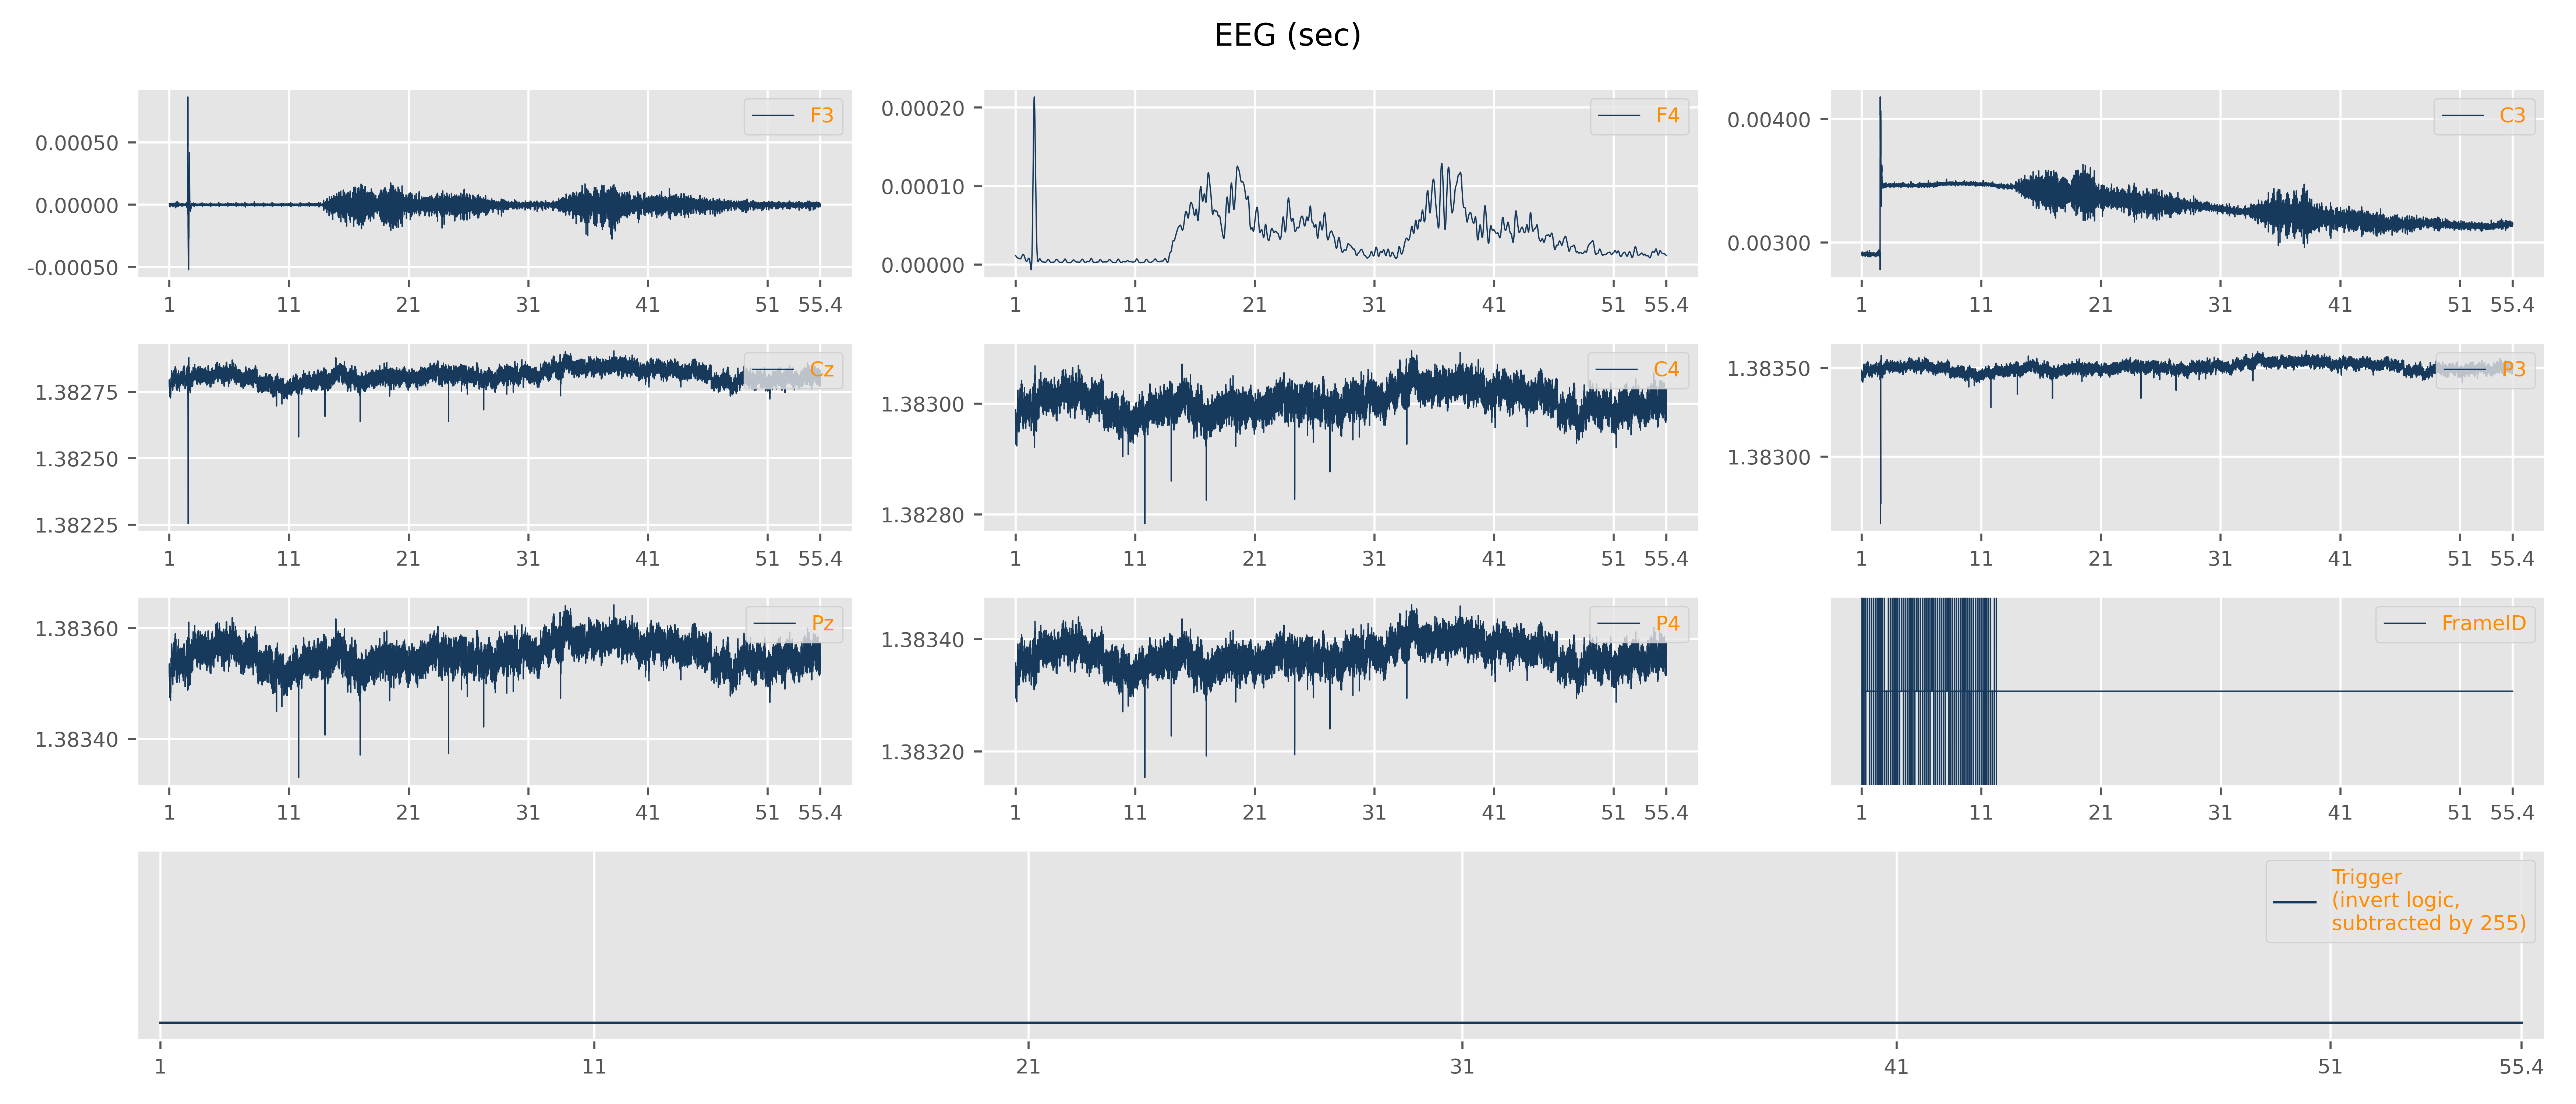 EEG (sec)
F3
0.00050
0.00000
-0.00050
1 11 21 31 41 51 55.4
F4
0.00020
0.00010
0.00000
1 11 21 31 41 51 55.4
C3
0.00400
0.00300
1 11 21 31 41 51 55.4
Cz
1.38275
1.38250
1.38225
1 11 21 31 41 51 55.4
C4
1.38300
1.38280
1 11 21 31 41 51 55.4
P3
1.38350
1.38300
1 11 21 31 41 51 55.4
Pz
1.38360
1.38340
1 11 21 31 41 51 55.4
P4
1.38340
1.38320
1 11 21 31 41 51 55.4
FrameID
1 11 21 31 41 51 55.4
Trigger
(invert logic,
subtracted by 255)
1 11 21 31 41 51 55.4